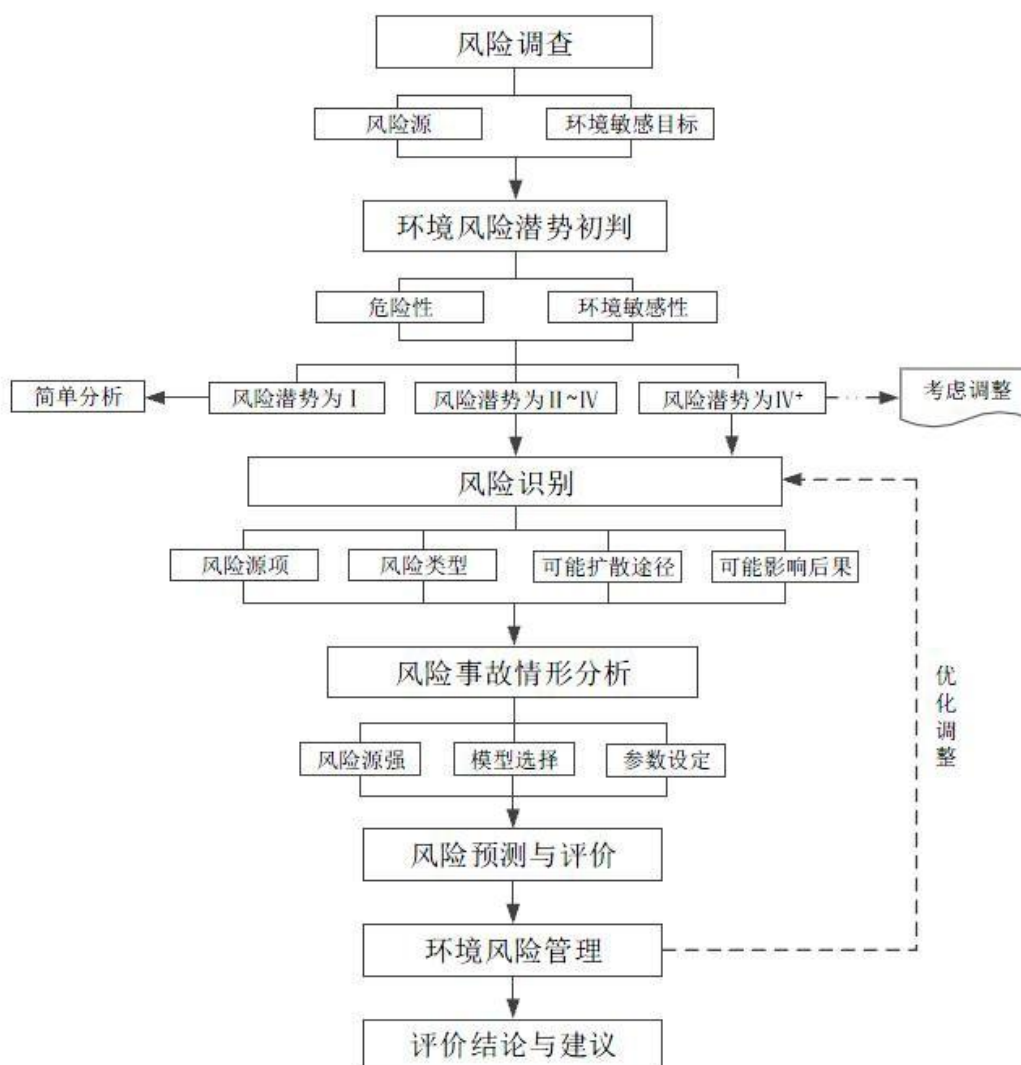 风险调查
风险源
环境敏感目标
环境风险潜势初判
危险性
环境敏感性
简单分析
风险潜势为Ⅰ
风险潜势为Ⅱ~Ⅳ
风险潜势为Ⅳ⁺
考虑调整
风险识别
风险源项
风险类型
可能扩散途径
可能影响后果
风险事故情形分析
优化调整
风险源强
模型选择
参数设定
风险预测与评价
环境风险管理
评价结论与建议